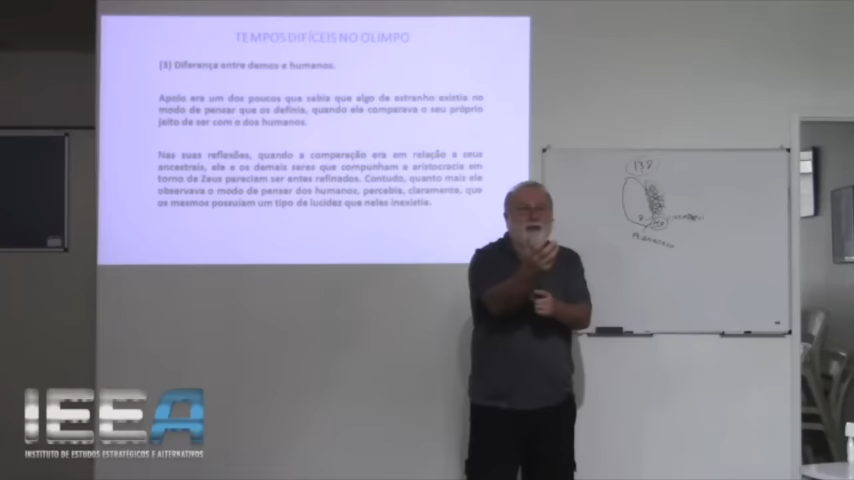 TEMPOS DIFÍCEIS NO OLIMPO
(3) Diferença entre demos e humanos.
Apolo era um dos poucos que sabia que algo de estranho existia no
modo de pensar que os definia, quando ele comparava o seu próprio
jeito de ser com o dos humanos.
Nas suas reflexões, quando a comparação era em relação a seus
ancestrais, ele e os demais seres que compunham a aristocracia em
torno de Zeus pareciam ser entes refinados. Contudo, quanto mais ele
observava o modo de pensar dos humanos, percebia, claramente, que
os mesmos possuíam um tipo de lucidez que neles inexistia.
138
IEEA
INSTITUTO DE ESTUDOS ESTRATÉGICOS E ALTERNATIVOS